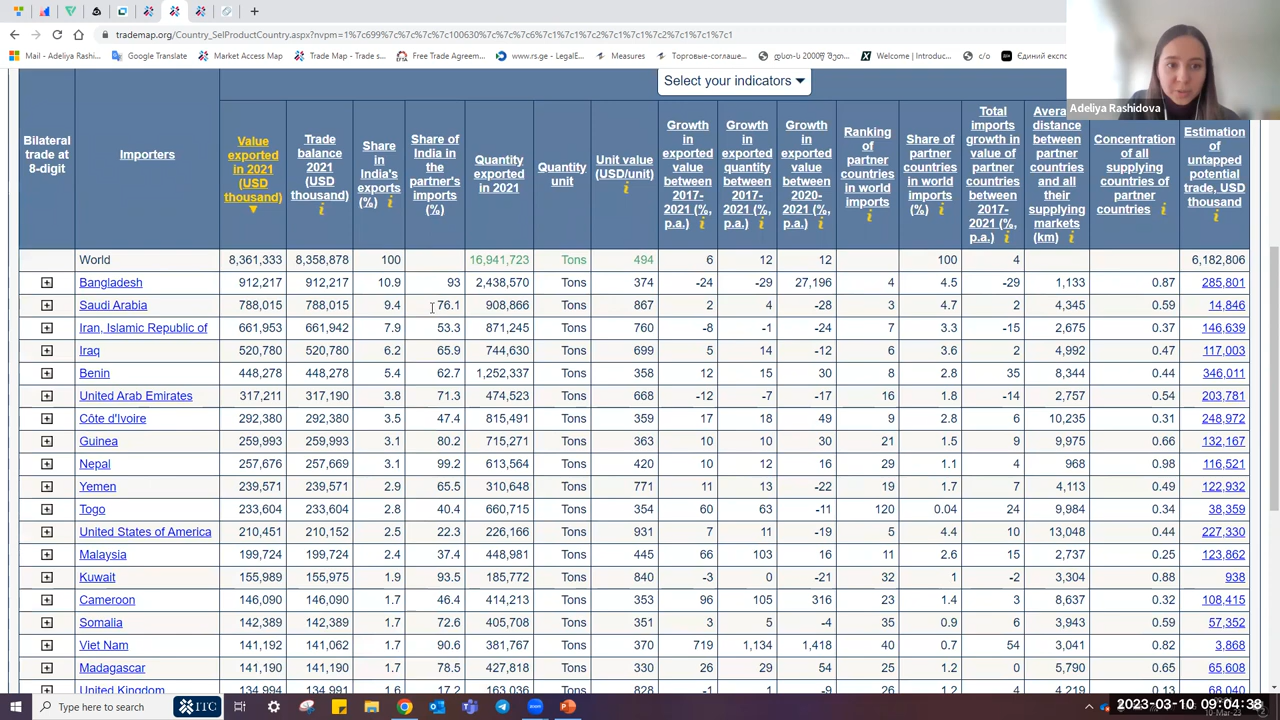 trademap.org/Country_SelProductCountry.aspx?nvpm=1%7c699%7c%7c%7c%7c100630%7c%7c%7c6%7c1%7c1%7c2%7c1%7c1%7c2%7c1%7c1%7c1
Mail - Adeliya Rashi... Google Translate Market Access Map Trade Map - Trade s... Free Trade Agreem... www.rs.ge - LegalE... Measures Торговые-соглаше... Welcome | Introduc... c/o Єдиний експо
Adeliya Rashidova
Select your indicators
Bilateral trade at 8-digit Importers Value exported in 2021 (USD thousand) Trade balance 2021 (USD thousand) Share in India's exports (%) Share of India in the partner's imports (%) Quantity exported in 2021 Quantity unit Unit value (USD/unit) Growth in exported value between 2017-2021 (%, p.a.) Growth in exported quantity between 2017-2021 (%, p.a.) Growth in exported value between 2020-2021 (%, p.a.) Ranking of partner countries in world imports Share of partner countries in world imports (%) Total imports growth in value of partner countries between 2017-2021 (%, p.a.) distance between partner countries and all their supplying markets (km) Concentration of all supplying countries of partner countries Estimation of untapped potential trade, USD thousand
World 8,361,333 8,358,878 100 16,941,723 Tons 494 6 12 12 100 4 6,182,806
Bangladesh 912,217 912,217 10.9 93 2,438,570 Tons 374 -24 -29 27,196 4 4.5 -29 1,133 0.87 285,801
Saudi Arabia 788,015 788,015 9.4 76.1 908,866 Tons 867 2 4 -28 3 4.7 2 4,345 0.59 14,846
Iran, Islamic Republic of 661,953 661,942 7.9 53.3 871,245 Tons 760 -8 -1 -24 7 3.3 -15 2,675 0.37 146,639
Iraq 520,780 520,780 6.2 65.9 744,630 Tons 699 5 14 -12 6 3.6 2 4,992 0.47 117,003
Benin 448,278 448,278 5.4 62.7 1,252,337 Tons 358 12 15 30 8 2.8 35 8,344 0.44 346,011
United Arab Emirates 317,211 317,190 3.8 71.3 474,523 Tons 668 -12 -7 -17 16 1.8 -14 2,757 0.54 203,781
Côte d'Ivoire 292,380 292,380 3.5 47.4 815,491 Tons 359 17 18 49 9 2.8 6 10,235 0.31 248,972
Guinea 259,993 259,993 3.1 80.2 715,271 Tons 363 10 10 30 21 1.5 9 9,975 0.66 132,167
Nepal 257,676 257,669 3.1 99.2 613,564 Tons 420 10 12 16 29 1.1 4 968 0.98 116,521
Yemen 239,571 239,571 2.9 65.5 310,648 Tons 771 11 13 -22 19 1.7 7 4,113 0.49 122,932
Togo 233,604 233,604 2.8 40.4 660,715 Tons 354 60 63 -11 120 0.04 24 9,984 0.34 38,359
United States of America 210,451 210,152 2.5 22.3 226,166 Tons 931 7 11 -19 5 4.4 10 13,048 0.44 227,330
Malaysia 199,724 199,724 2.4 37.4 448,981 Tons 445 66 103 16 11 2.6 15 2,737 0.25 123,862
Kuwait 155,989 155,975 1.9 93.5 185,772 Tons 840 -3 0 -21 32 1 -2 3,304 0.88 938
Cameroon 146,090 146,090 1.7 46.4 414,213 Tons 353 96 105 316 23 1.4 3 8,637 0.32 108,415
Somalia 142,389 142,389 1.7 72.6 405,708 Tons 351 3 5 -4 35 0.9 6 3,943 0.59 57,352
Viet Nam 141,192 141,062 1.7 90.6 381,767 Tons 370 719 1,134 1,418 40 0.7 54 3,041 0.82 3,868
Madagascar 141,190 141,190 1.7 78.5 427,818 Tons 330 26 29 54 25 1.2 0 5,790 0.65 65,608
United Kingdom 134,994 134,991 1.6 17.2 163,036 Tons 828 -1 1 -9 26 1.2 4 4,219 0.13 68,040
Type here to search ITC
2023-03-10 09:04:38